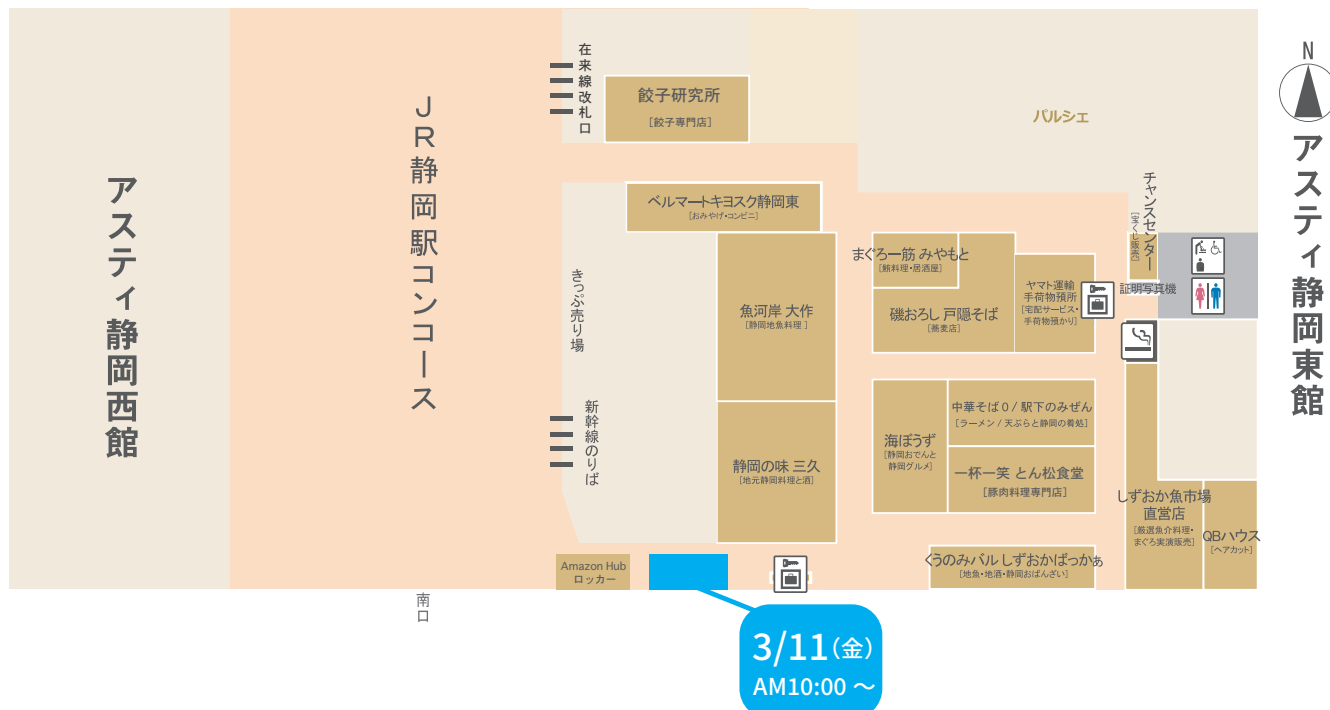 アスティ静岡西館
JR静岡駅コンコース
南口
在来線改札口
餃子研究所
[餃子専門店]
パルシェ
N
アスティ静岡東館
ベルマートキヨスク静岡東
[おみやげ・コンビニ]
きっぷ売り場
新幹線のりば
魚河岸 大作
[静岡地魚料理]
静岡の味 三久
[地元静岡料理と酒]
まぐろ一筋 みやもと
[鮪料理・居酒屋]
磯おろし 戸隠そば
[蕎麦店]
ヤマト運輸
手荷物預所
[宅配サービス・
手荷物預かり]
チャンスセンター
[宝くじ販売]
証明写真機
海ぼうず
[静岡おでんと
静岡グルメ]
中華そば0/駅下のみぜん
[ラーメン/天ぷらと静岡の肴処]
一杯一笑 とん松食堂
[豚肉料理専門店]
しずおか魚市場
直営店
[厳選魚介料理・
まぐろ実演販売]
QBハウス
[ヘアカット]
くうのみバル しずおかばっかぁ
[地魚・地酒・静岡おばんざい]
Amazon Hub
ロッカー
3/11(金)
AM10:00 〜